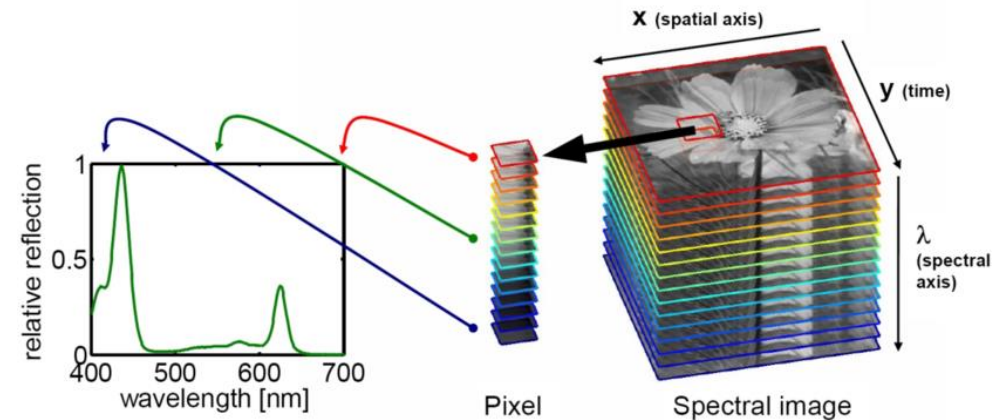 x (spatial axis)
y (time)
λ
(spectral
axis)
relative reflection
1
0.5
0
400 500 600 700
wavelength [nm]
Pixel
Spectral image